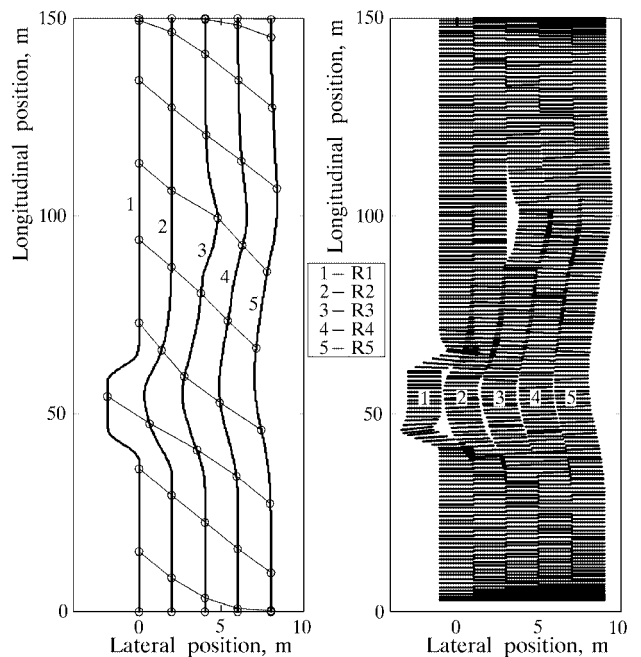 150
100
50
0
0
5
10
Lateral position, m
Longitudinal position, m
1
2
3
4
5
1 – R1
2 – R2
3 – R3
4 – R4
5 – R5
150
100
50
0
0
5
10
Lateral position, m
Longitudinal position, m
1
2
3
4
5